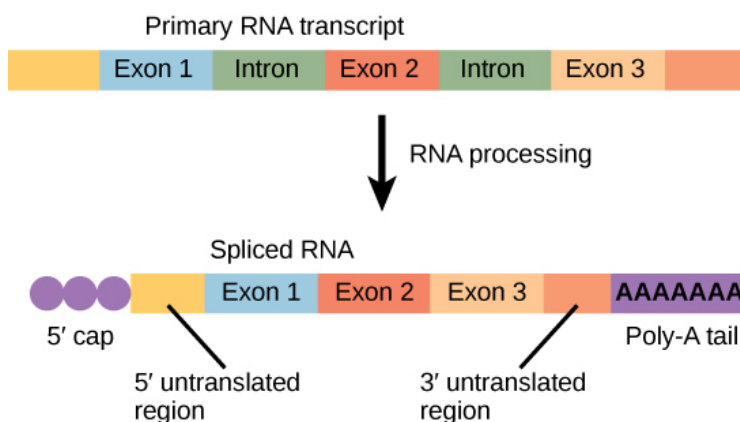 Primary RNA transcript
Exon 1 Intron Exon 2 Intron Exon 3
RNA processing
Spliced RNA
Exon 1 Exon 2 Exon 3 AAAAAAA
5′ cap Poly-A tail
5′ untranslated
region
3′ untranslated
region